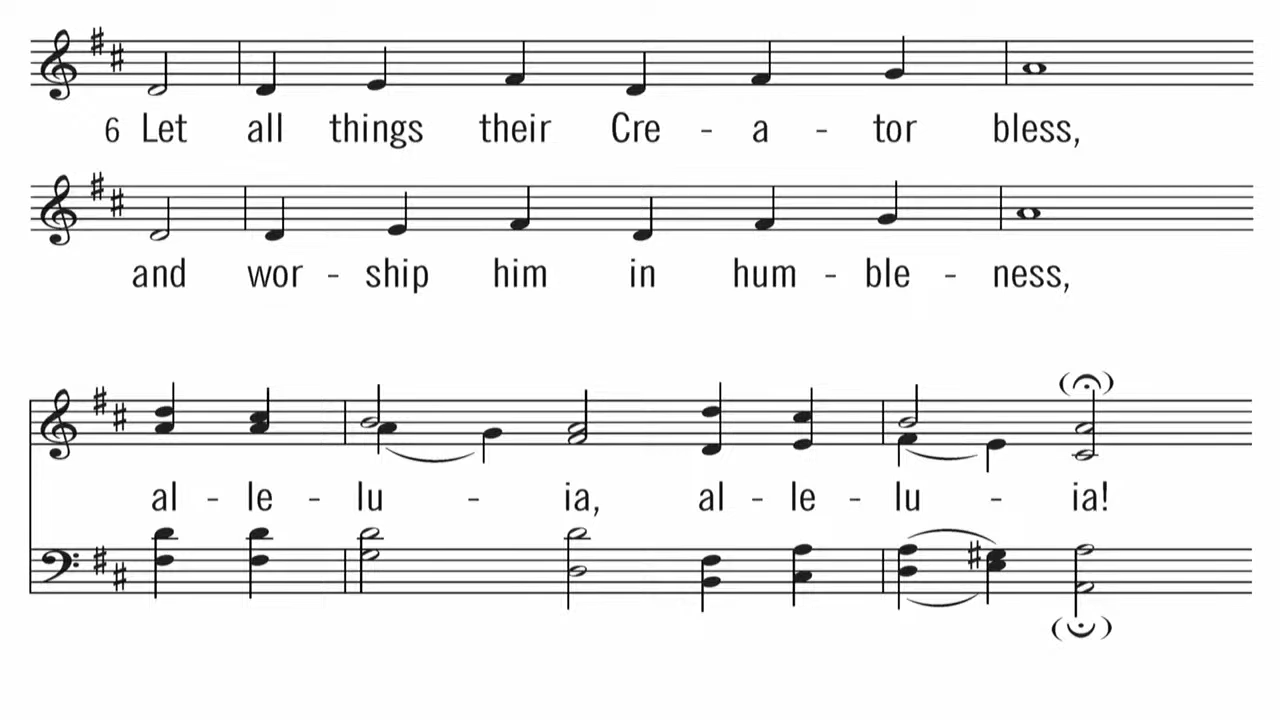 6 Let all things their Cre - a - tor bless,
and wor - ship him in hum - ble - ness,
al - le - lu - ia, al - le - lu - ia!